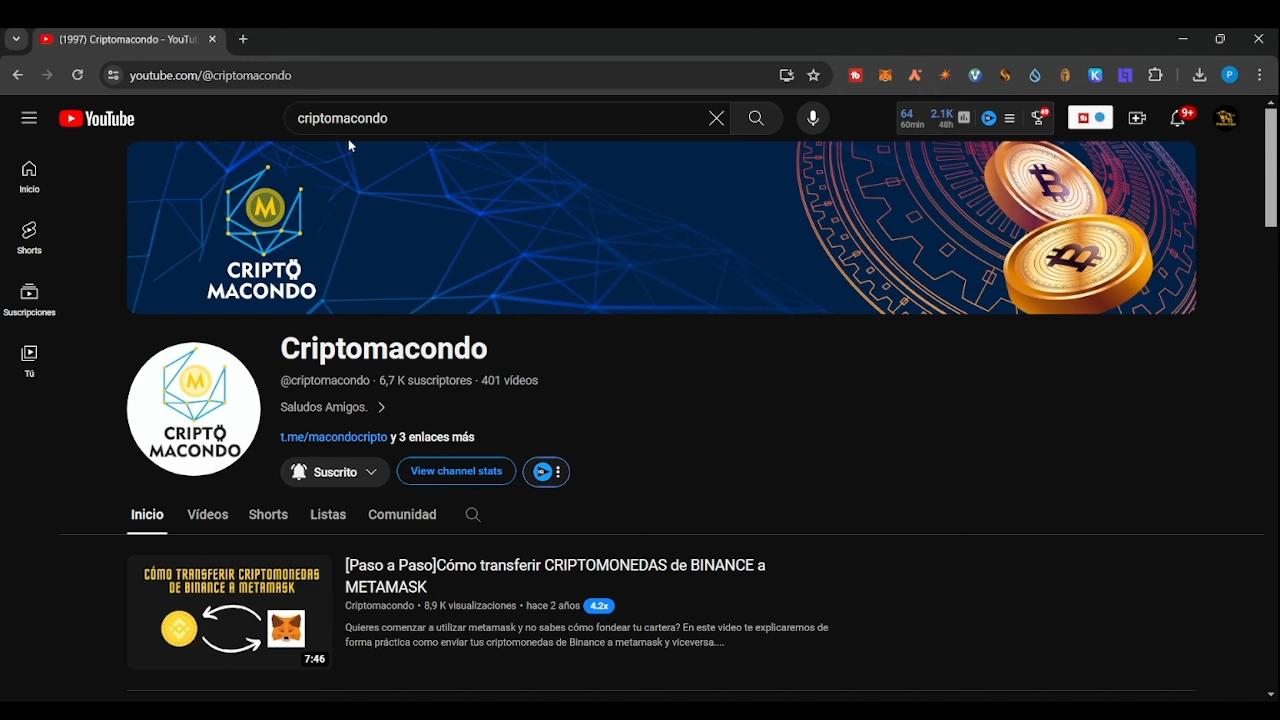 (1997) Criptomacondo - YouTu
youtube.com/@criptomacondo
YouTube
criptomacondo
64
60min
2.1K
48h
49
9+
P
Inicio
Shorts
Suscripciones
Tú
M
CRIPTO
MACONDO
Criptomacondo
@criptomacondo · 6,7 K suscriptores · 401 vídeos
Saludos Amigos.
t.me/macondocripto y 3 enlaces más
M
CRIPTO
MACONDO
Suscrito
View channel stats
Inicio Vídeos Shorts Listas Comunidad
CÓMO TRANSFERIR CRIPTOMONEDAS
DE BINANCE A METAMASK
7:46
[Paso a Paso]Cómo transferir CRIPTOMONEDAS de BINANCE a
METAMASK
Criptomacondo · 8,9 K visualizaciones · hace 2 años 4.2x
Quieres comenzar a utilizar metamask y no sabes cómo fondear tu cartera? En este video te explicaremos de
forma práctica como enviar tus criptomonedas de Binance a metamask y viceversa....